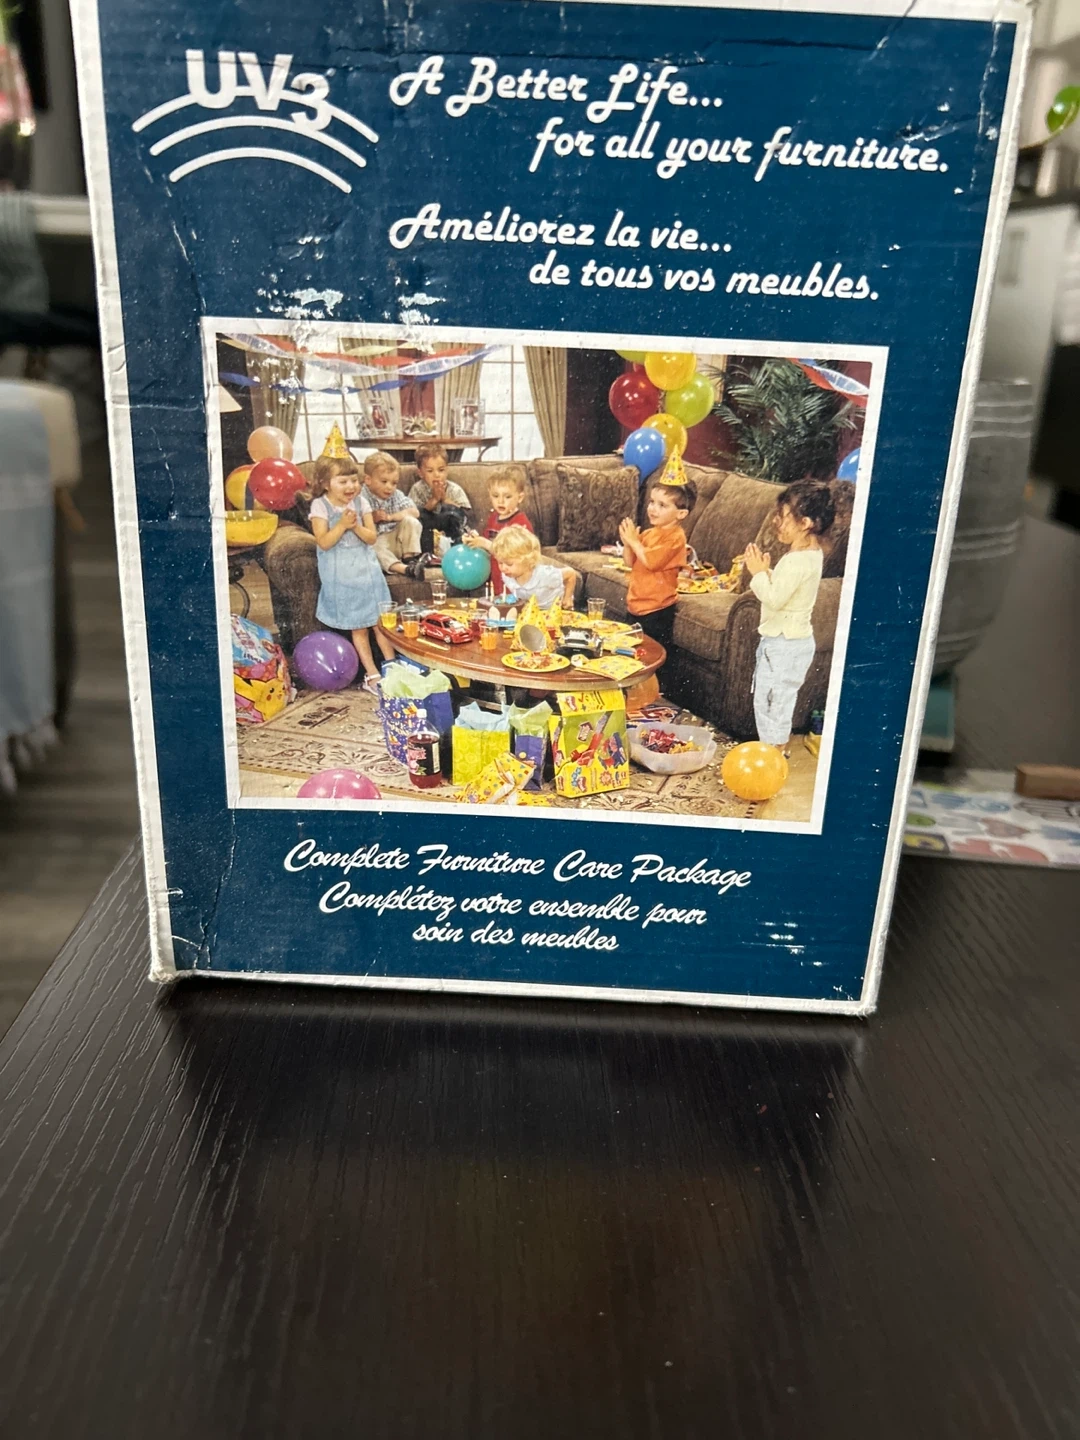 UV3
A Better Life...
for all your furniture.
Améliorez la vie...
de tous vos meubles.
Complete Furniture Care Package
Complétez votre ensemble pour
soin des meubles